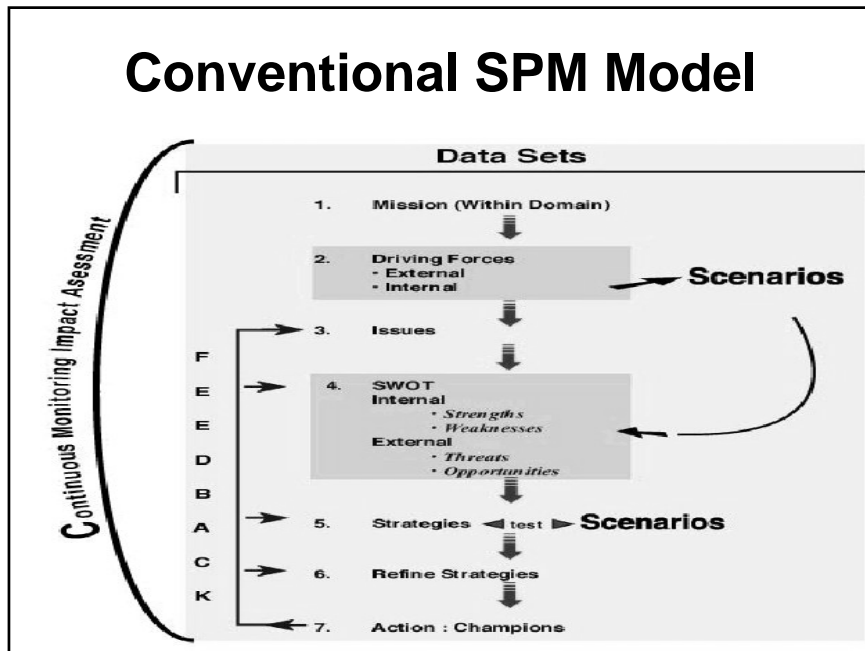 Conventional SPM Model
Data Sets
1. Mission (Within Domain)
2. Driving Forces
• External
• Internal
Scenarios
3. Issues
4. SWOT
Internal
• Strengths
• Weaknesses
External
• Threats
• Opportunities
5. Strategies test Scenarios
6. Refine Strategies
7. Action : Champions
F
E
E
D
B
A
C
K
Continuous Monitoring Impact Asessment